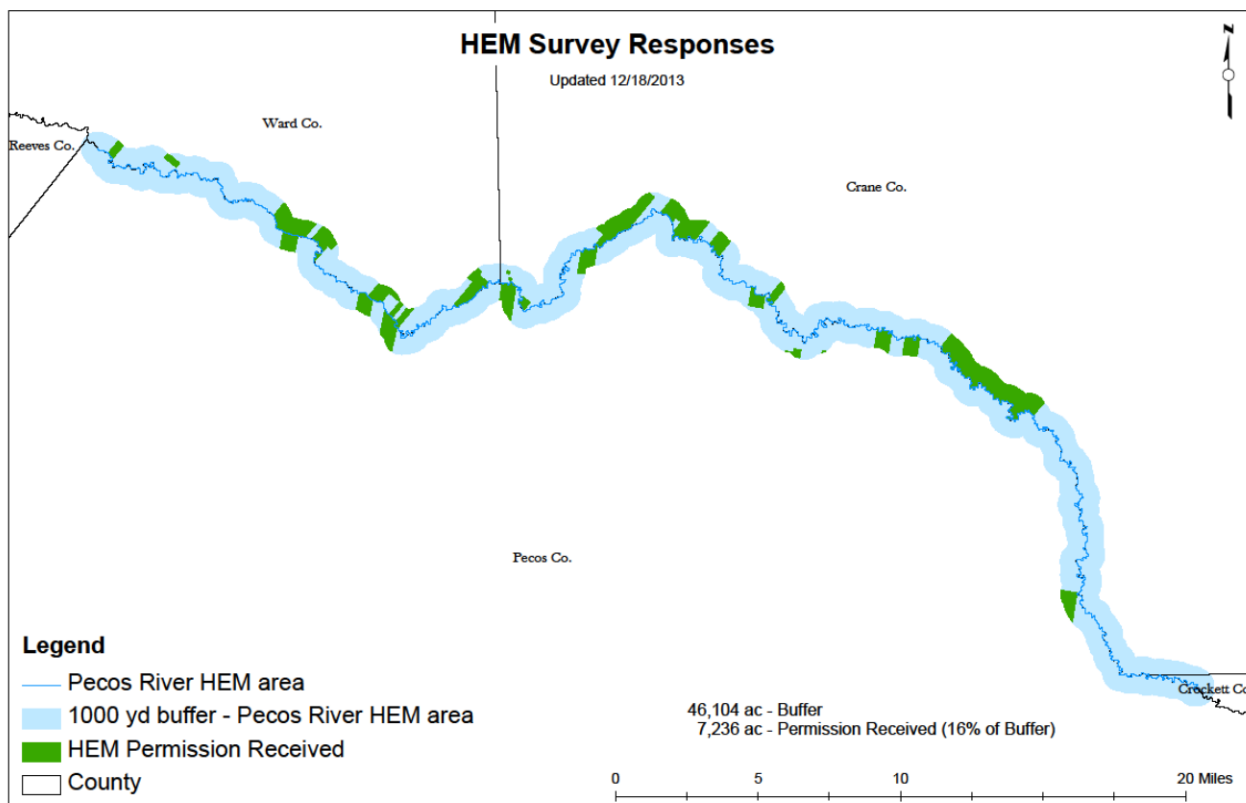 HEM Survey Responses
Updated 12/18/2013
N
Ward Co.
Reeves Co.
Crane Co.
Pecos Co.
Crockett Co
Legend
Pecos River HEM area
1000 yd buffer - Pecos River HEM area
HEM Permission Received
County
46,104 ac - Buffer
7,236 ac - Permission Received (16% of Buffer)
0 5 10 20 Miles